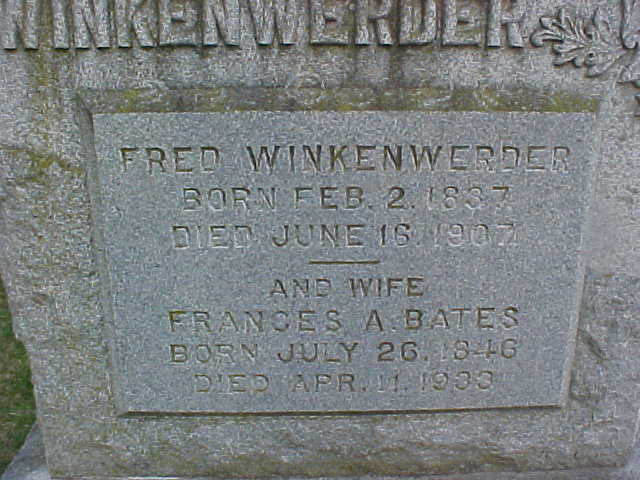 WINKENWERDER
FRED WINKENWERDER
BORN FEB. 2. 1837
DIED JUNE 16. 1907
AND WIFE
FRANCES A. BATES
BORN JULY 26. 1846
DIED APR. 11. 1933